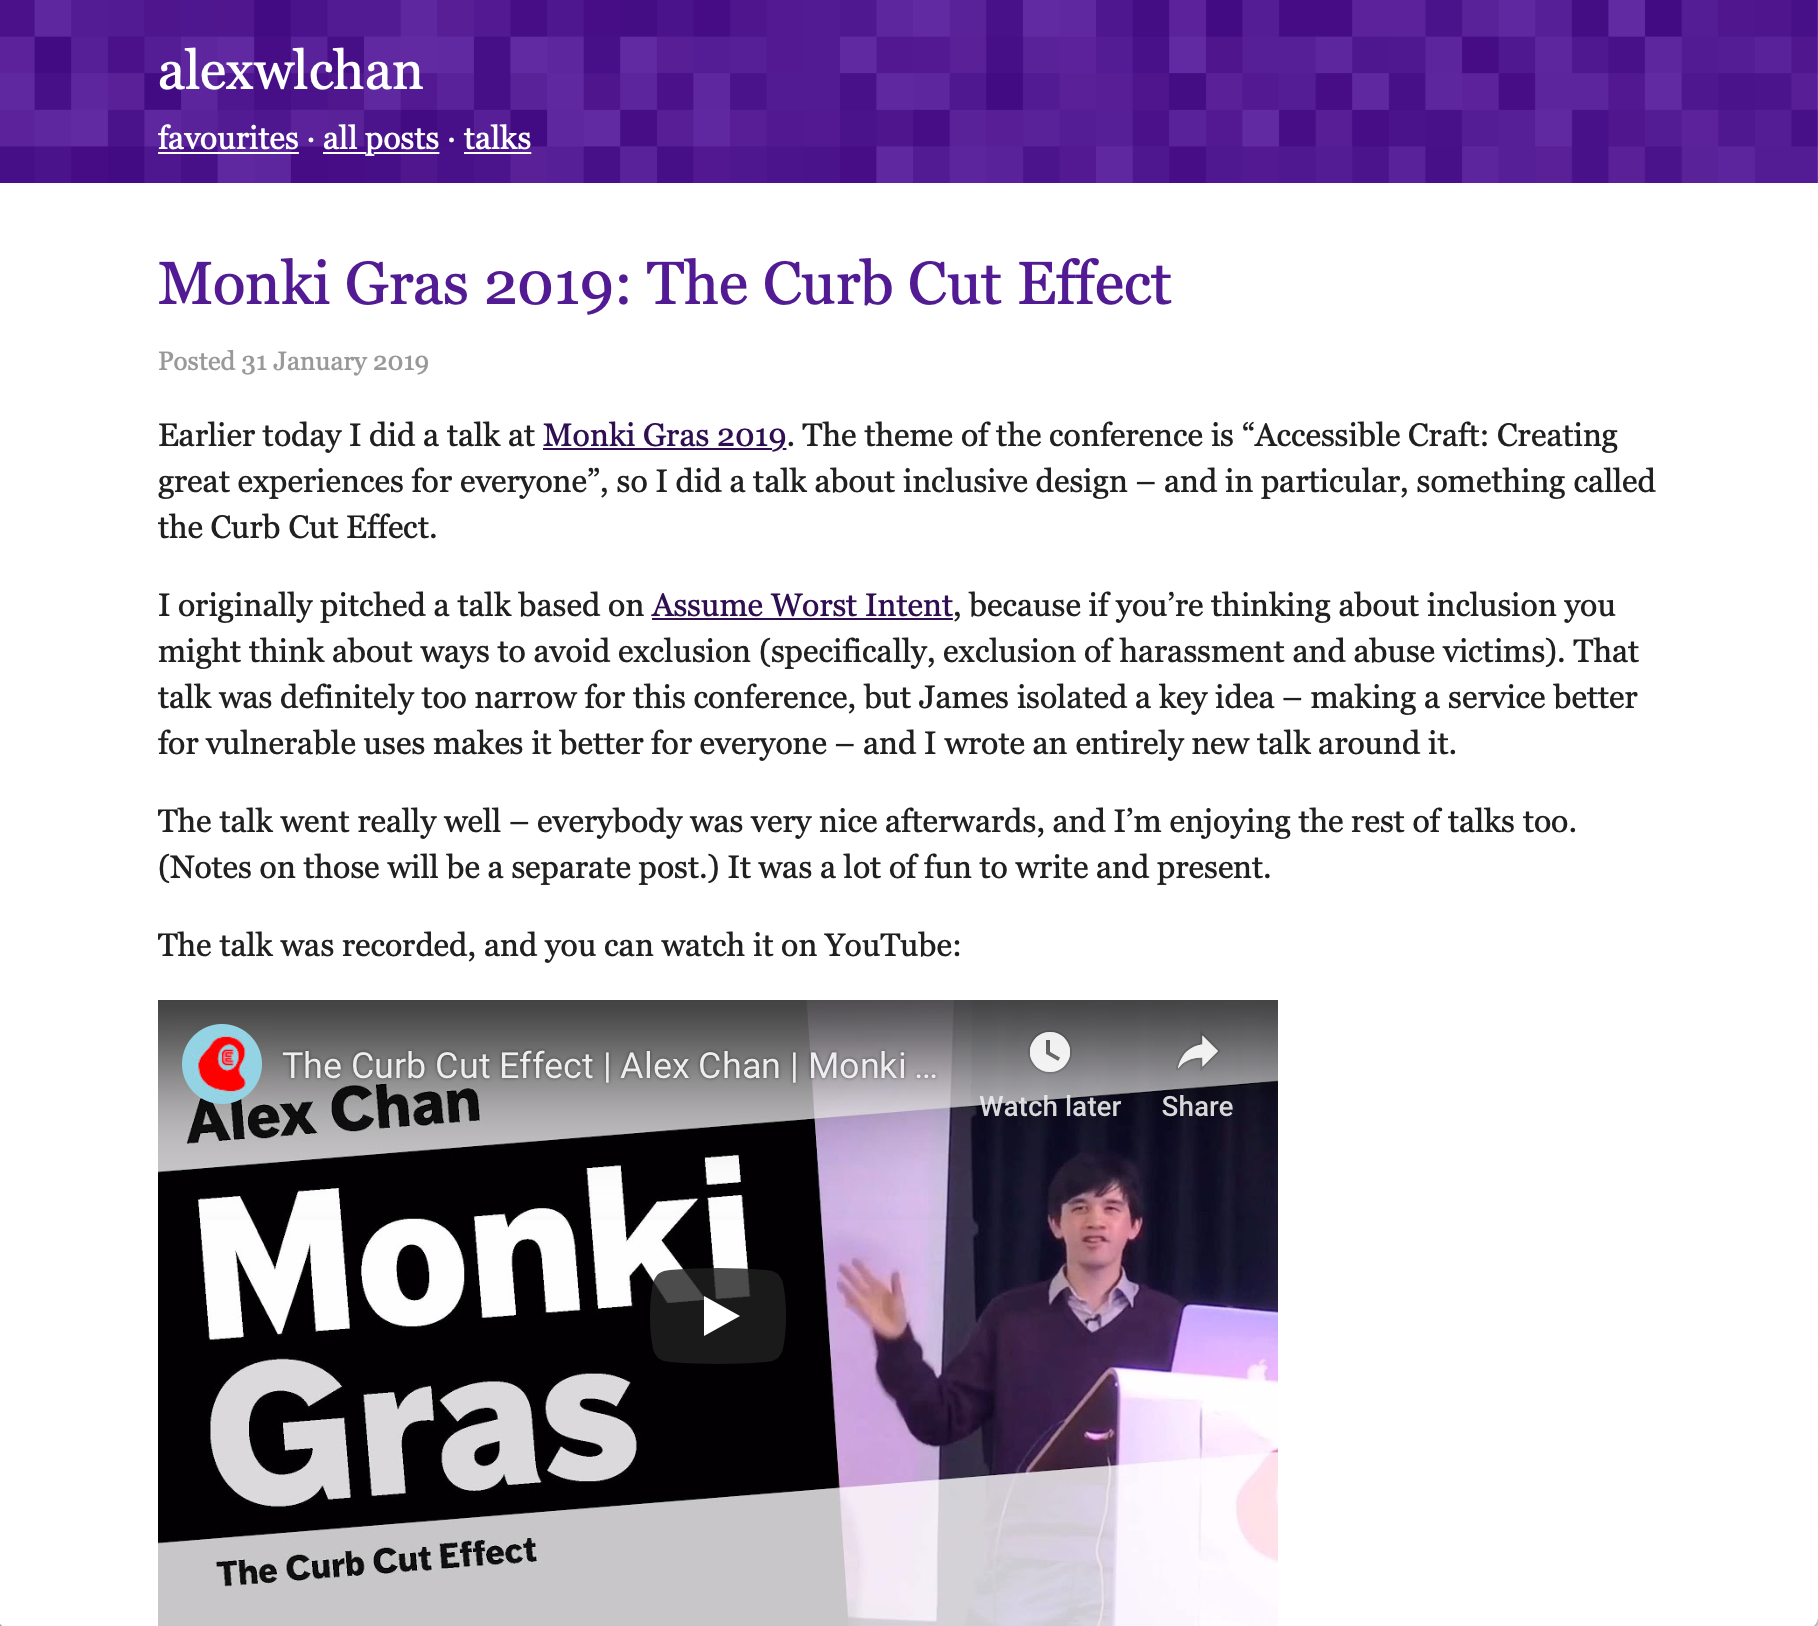 alexwlchan
favourites · all posts · talks
Monki Gras 2019: The Curb Cut Effect
Posted 31 January 2019
Earlier today I did a talk at Monki Gras 2019. The theme of the conference is “Accessible Craft: Creating
great experiences for everyone”, so I did a talk about inclusive design – and in particular, something called
the Curb Cut Effect.
I originally pitched a talk based on Assume Worst Intent, because if you’re thinking about inclusion you
might think about ways to avoid exclusion (specifically, exclusion of harassment and abuse victims). That
talk was definitely too narrow for this conference, but James isolated a key idea – making a service better
for vulnerable uses makes it better for everyone – and I wrote an entirely new talk around it.
The talk went really well – everybody was very nice afterwards, and I’m enjoying the rest of talks too.
(Notes on those will be a separate post.) It was a lot of fun to write and present.
The talk was recorded, and you can watch it on YouTube:
The Curb Cut Effect | Alex Chan | Monki ...
Watch later
Share
Alex Chan
Monki
Gras
The Curb Cut Effect